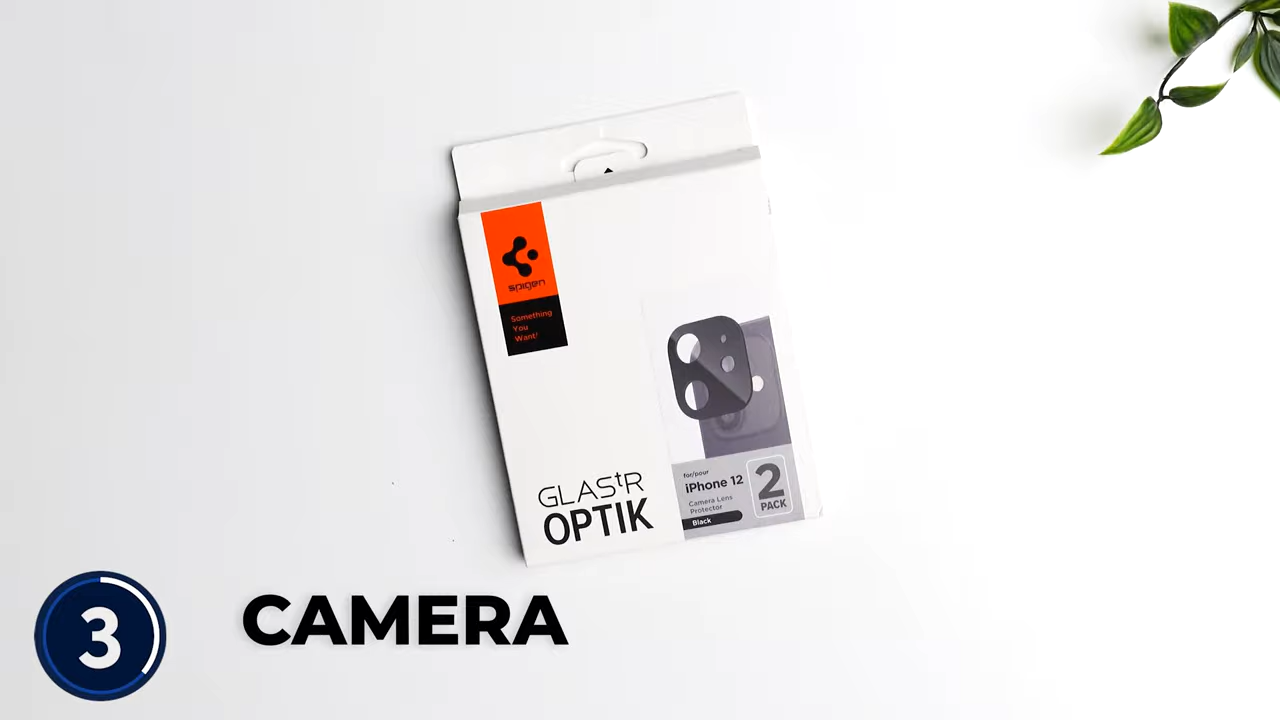 spigen
Something
You
Want!
GLAStR
OPTIK
for/pour
iPhone 12
Camera Lens
Protector
Black
2
PACK
3
CAMERA